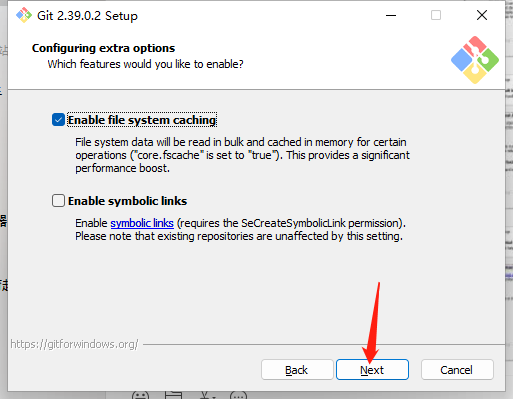 Git 2.39.0.2 Setup
Configuring extra options
Which features would you like to enable?
Enable file system caching
File system data will be read in bulk and cached in memory for certain
operations ("core.fscache" is set to "true"). This provides a significant
performance boost.
Enable symbolic links
Enable symbolic links (requires the SeCreateSymbolicLink permission).
Please note that existing repositories are unaffected by this setting.
https://gitforwindows.org/
Back
Next
Cancel